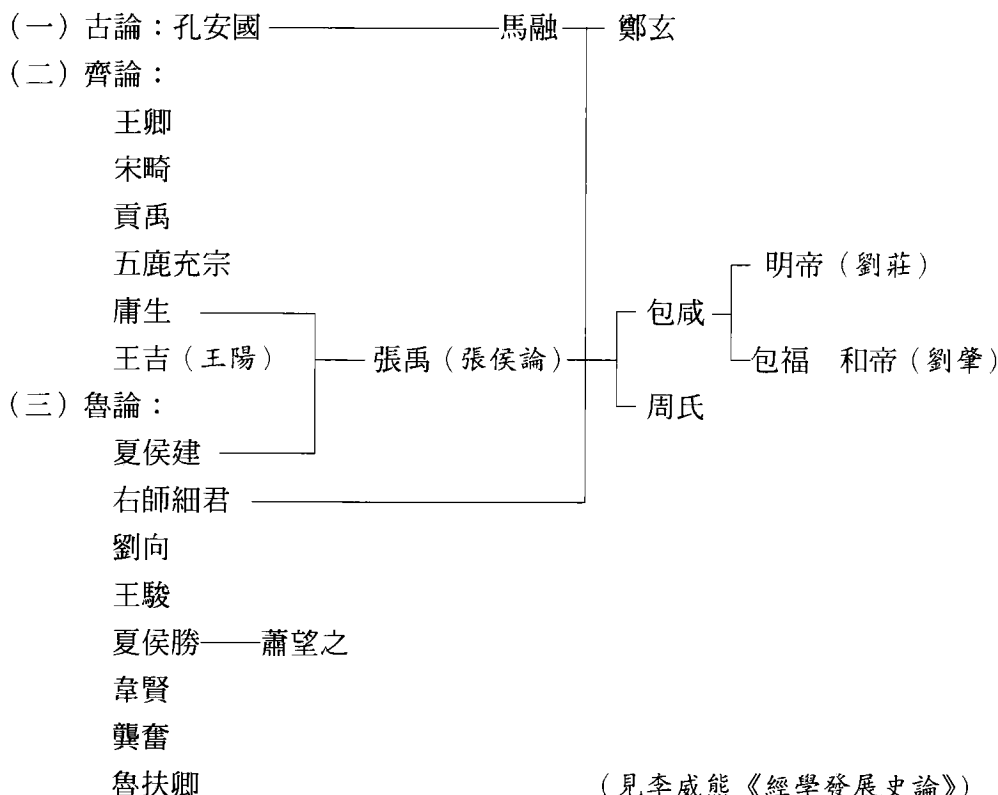 (一)古論：孔安國 馬融 鄭玄
(二)齊論：
王卿
宋畸
貢禹
五鹿充宗 明帝(劉莊)
庸生 包咸
王吉(王陽) 張禹(張侯論) 包福 和帝(劉肇)
(三)魯論： 周氏
夏侯建
右師細君
劉向
王駿
夏侯勝 蕭望之
韋賢
龔奮
魯扶卿 (見李威熊《經學發展史論》)